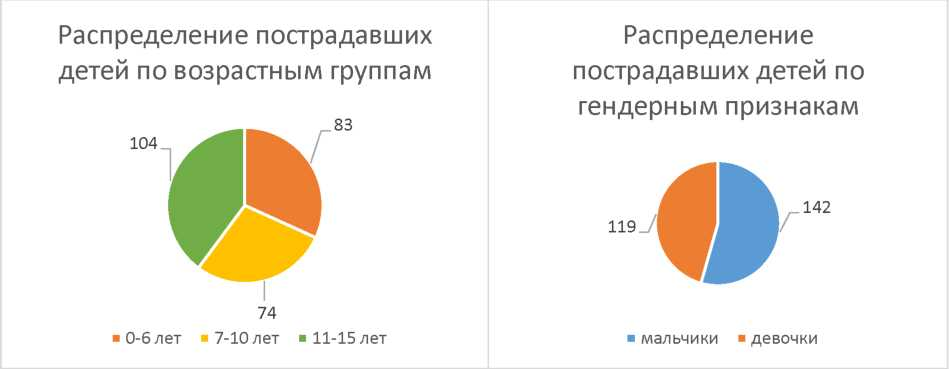 Распределение пострадавших
детей по возрастным группам
83
104
74
0-6 лет 7-10 лет 11-15 лет
Распределение
пострадавших детей по
гендерным признакам
142
119
мальчики девочки